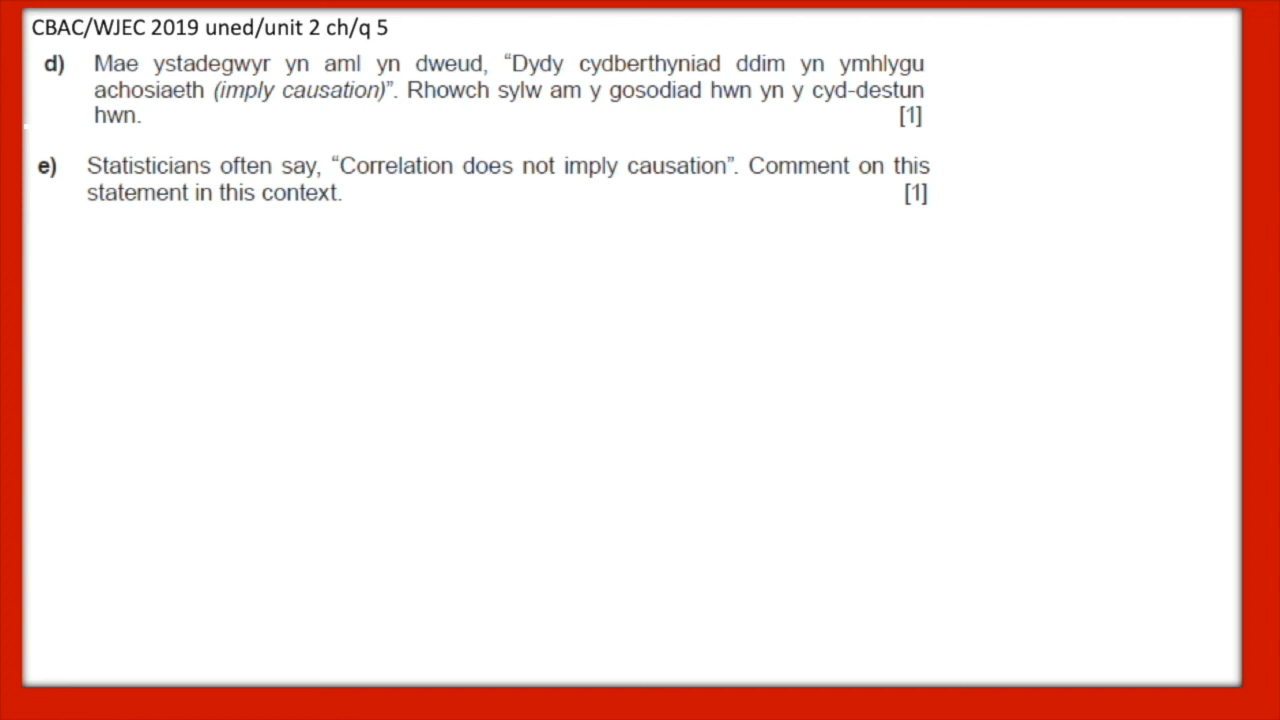 CBAC/WJEC 2019 uned/unit 2 ch/q 5
d) Mae ystadegwyr yn aml yn dweud, “Dydy cydberthyniad ddim yn ymhlygu
achosiaeth (imply causation)”. Rhowch sylw am y gosodiad hwn yn y cyd-destun
hwn. [1]
e) Statisticians often say, “Correlation does not imply causation”. Comment on this
statement in this context. [1]